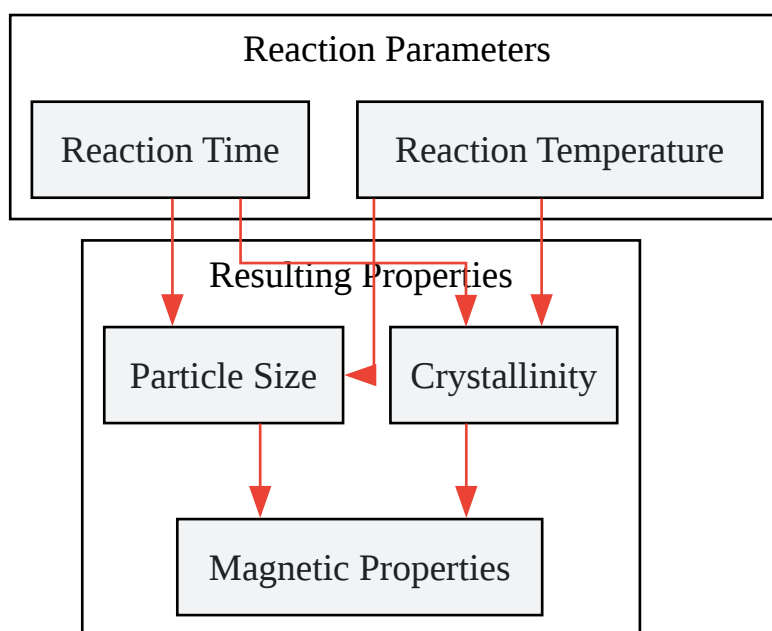 Reaction Parameters
Reaction Time
Reaction Temperature
Resulting Properties
Particle Size
Crystallinity
Magnetic Properties